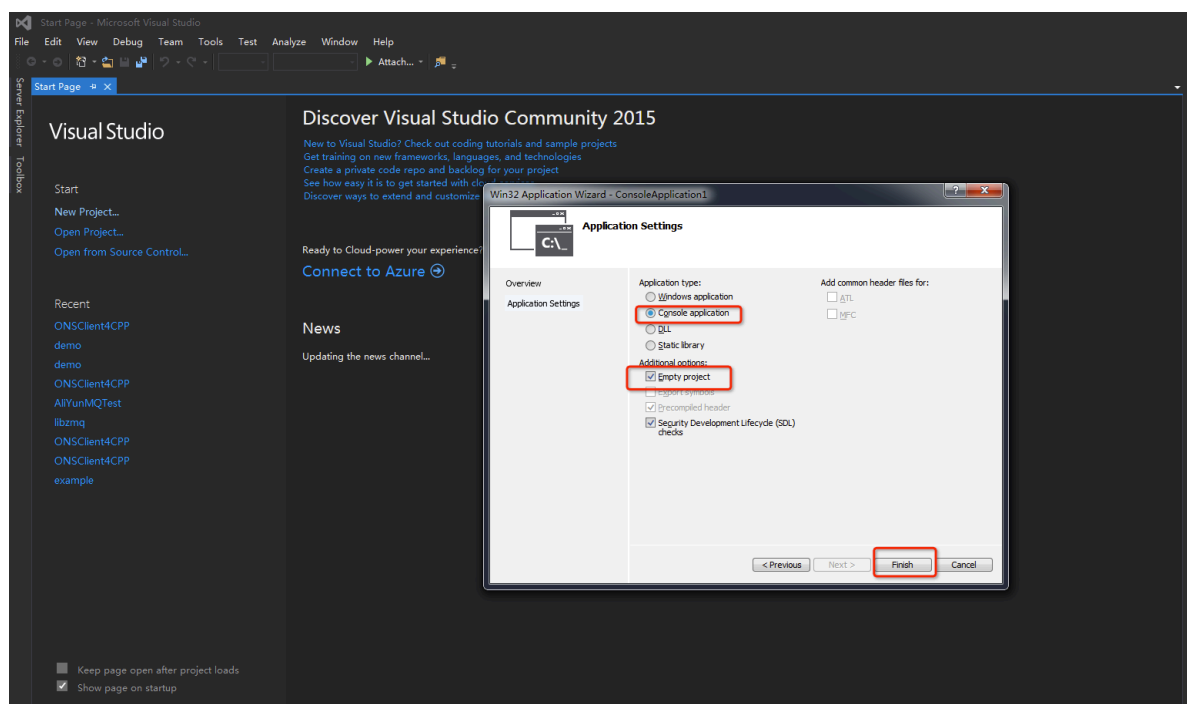 Start Page - Microsoft Visual Studio
File Edit View Debug Team Tools Test Analyze Window Help
Attach...
Server Explorer
Toolbox
Start Page
Visual Studio
Start
New Project...
Open Project...
Open from Source Control...
Recent
ONSClient4CPP
demo
demo
ONSClient4CPP
AliYunMQTest
libzmq
ONSClient4CPP
ONSClient4CPP
example
Keep page open after project loads
Show page on startup
Discover Visual Studio Community 2015
New to Visual Studio? Check out coding tutorials and sample projects
Get training on new frameworks, languages, and technologies
Create a private code repo and backlog for your project
See how easy it is to get started with
Discover ways to extend and customize
Ready to Cloud-power your experience?
Connect to Azure
News
Updating the news channel...
Win32 Application Wizard - ConsoleApplication1
C:\_
Application Settings
Overview
Application Settings
Application type:
Windows application
Console application
DLL
Static library
Additional options:
Empty project
Export symbols
Precompiled header
Security Development Lifecycle (SDL)
checks
Add common header files for:
ATL
MFC
< Previous
Next >
Finish
Cancel